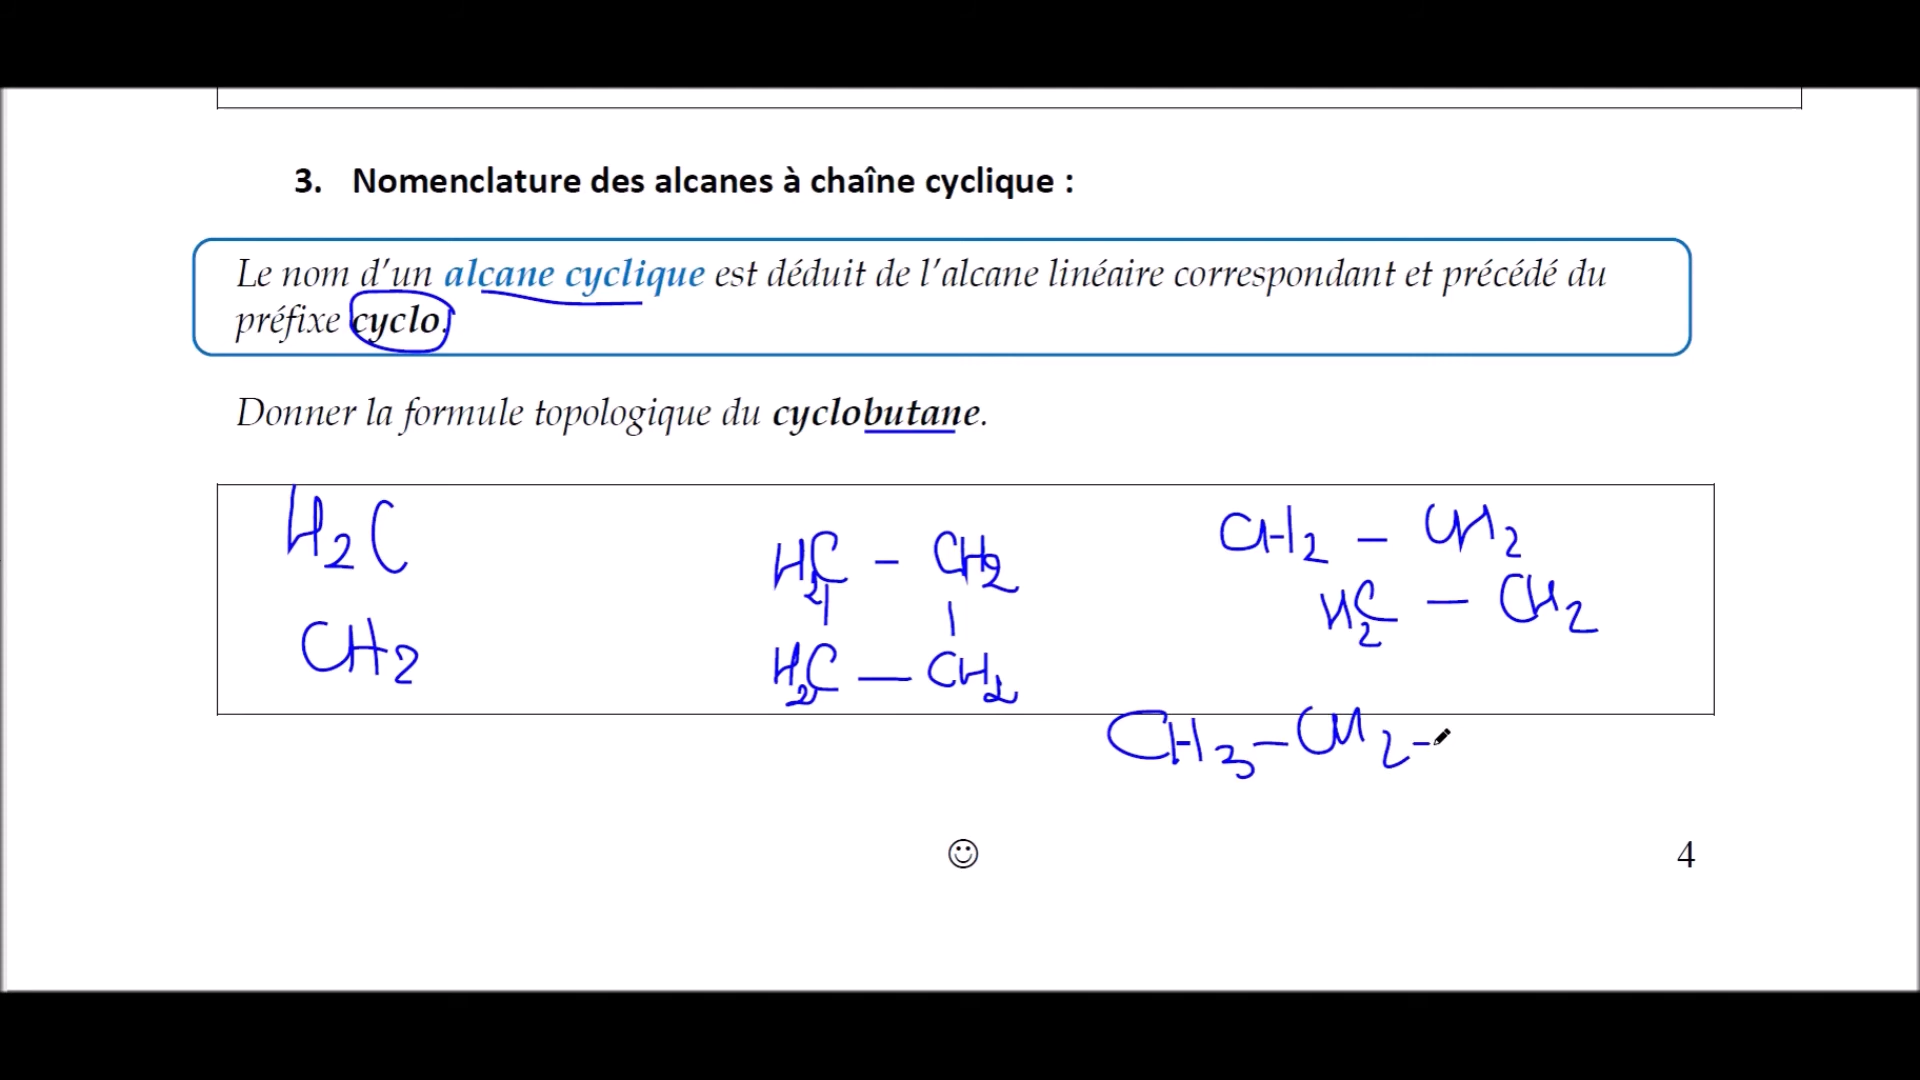 3. Nomenclature des alcanes à chaîne cyclique :
Le nom d'un alcane cyclique est déduit de l'alcane linéaire correspondant et précédé du
préfixe cyclo.
Donner la formule topologique du cyclobutane.
H2C
CH2
H2C – CH2
H2C — CH2
CH2 – CH2
H2C — CH2
CH3 – CH2 –
4